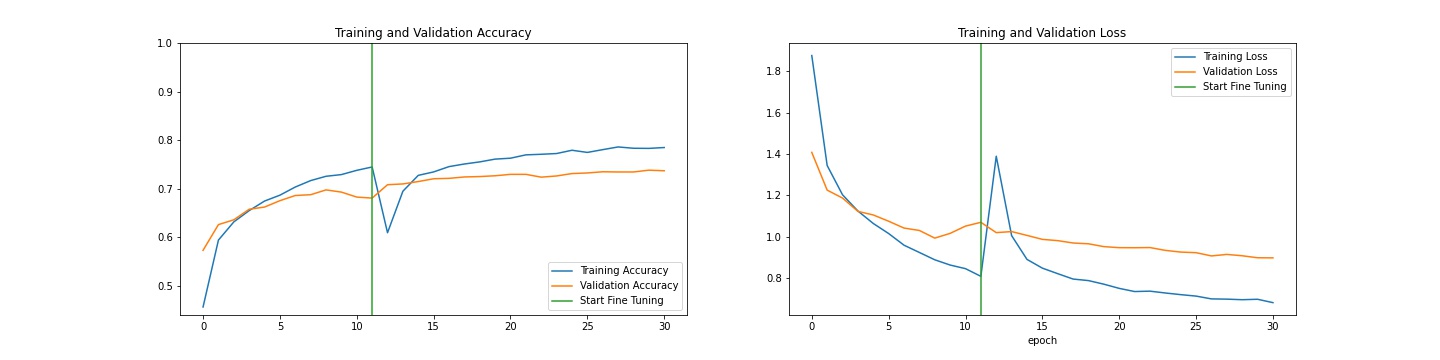 Training and Validation Accuracy
1.0
0.9
0.8
0.7
0.6
0.5
Training Accuracy
Validation Accuracy
Start Fine Tuning
0 5 10 15 20 25 30
Training and Validation Loss
Training Loss
Validation Loss
Start Fine Tuning
1.8
1.6
1.4
1.2
1.0
0.8
0 5 10 15 20 25 30
epoch